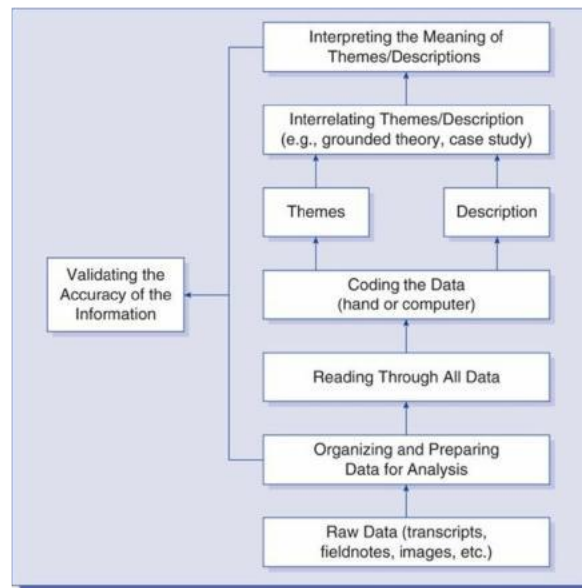 Interpreting the Meaning of
Themes/Descriptions
Interrelating Themes/Description
(e.g., grounded theory, case study)
Themes
Description
Validating the
Accuracy of the
Information
Coding the Data
(hand or computer)
Reading Through All Data
Organizing and Preparing
Data for Analysis
Raw Data (transcripts,
fieldnotes, images, etc.)